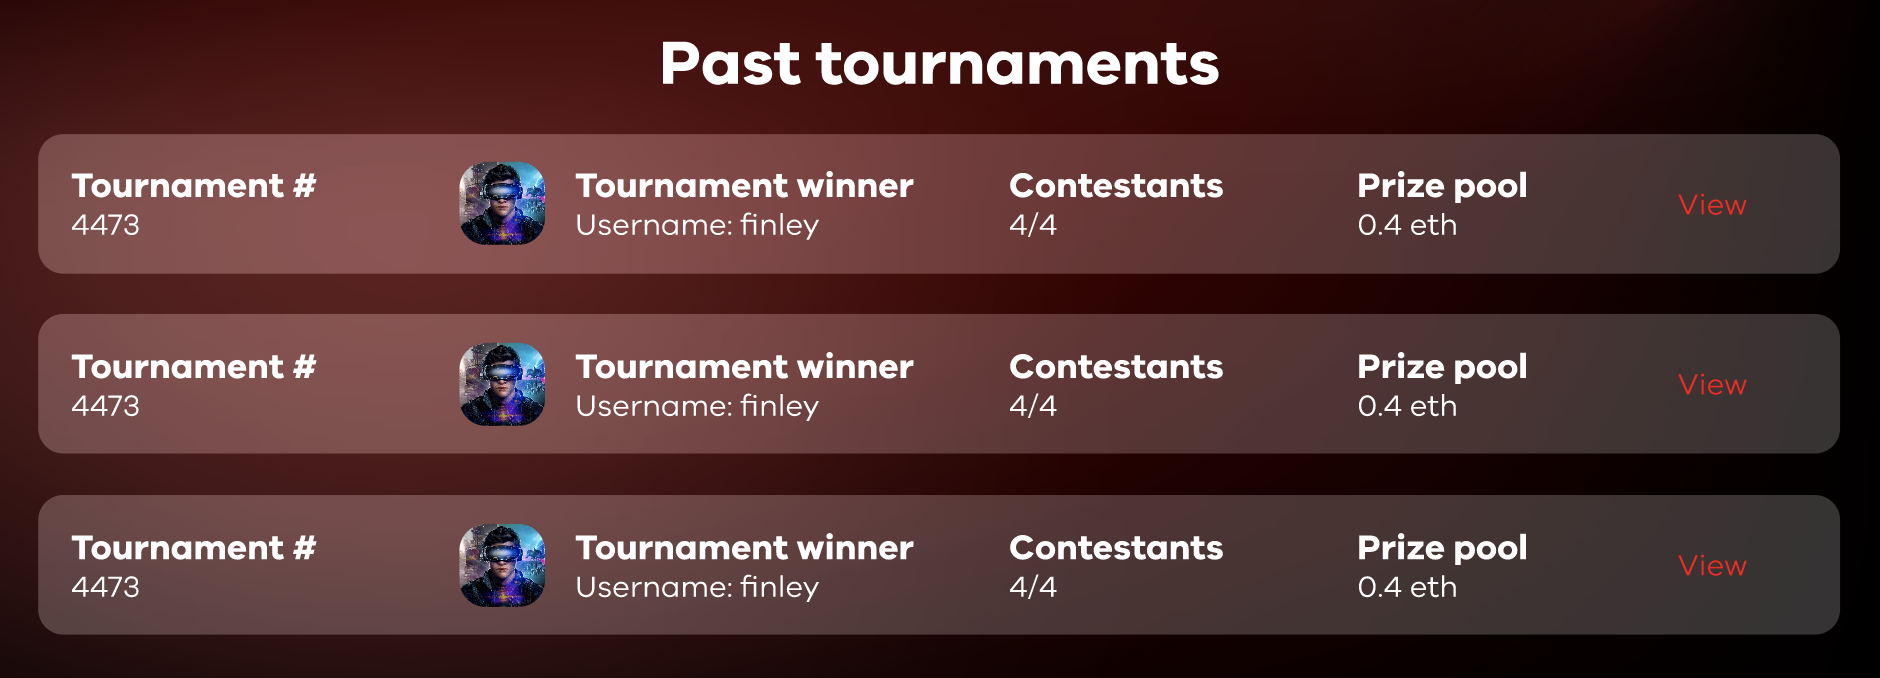 Past tournaments
Tournament #
4473
Tournament winner
Username: finley
Contestants
4/4
Prize pool
0.4 eth
View
Tournament #
4473
Tournament winner
Username: finley
Contestants
4/4
Prize pool
0.4 eth
View
Tournament #
4473
Tournament winner
Username: finley
Contestants
4/4
Prize pool
0.4 eth
View